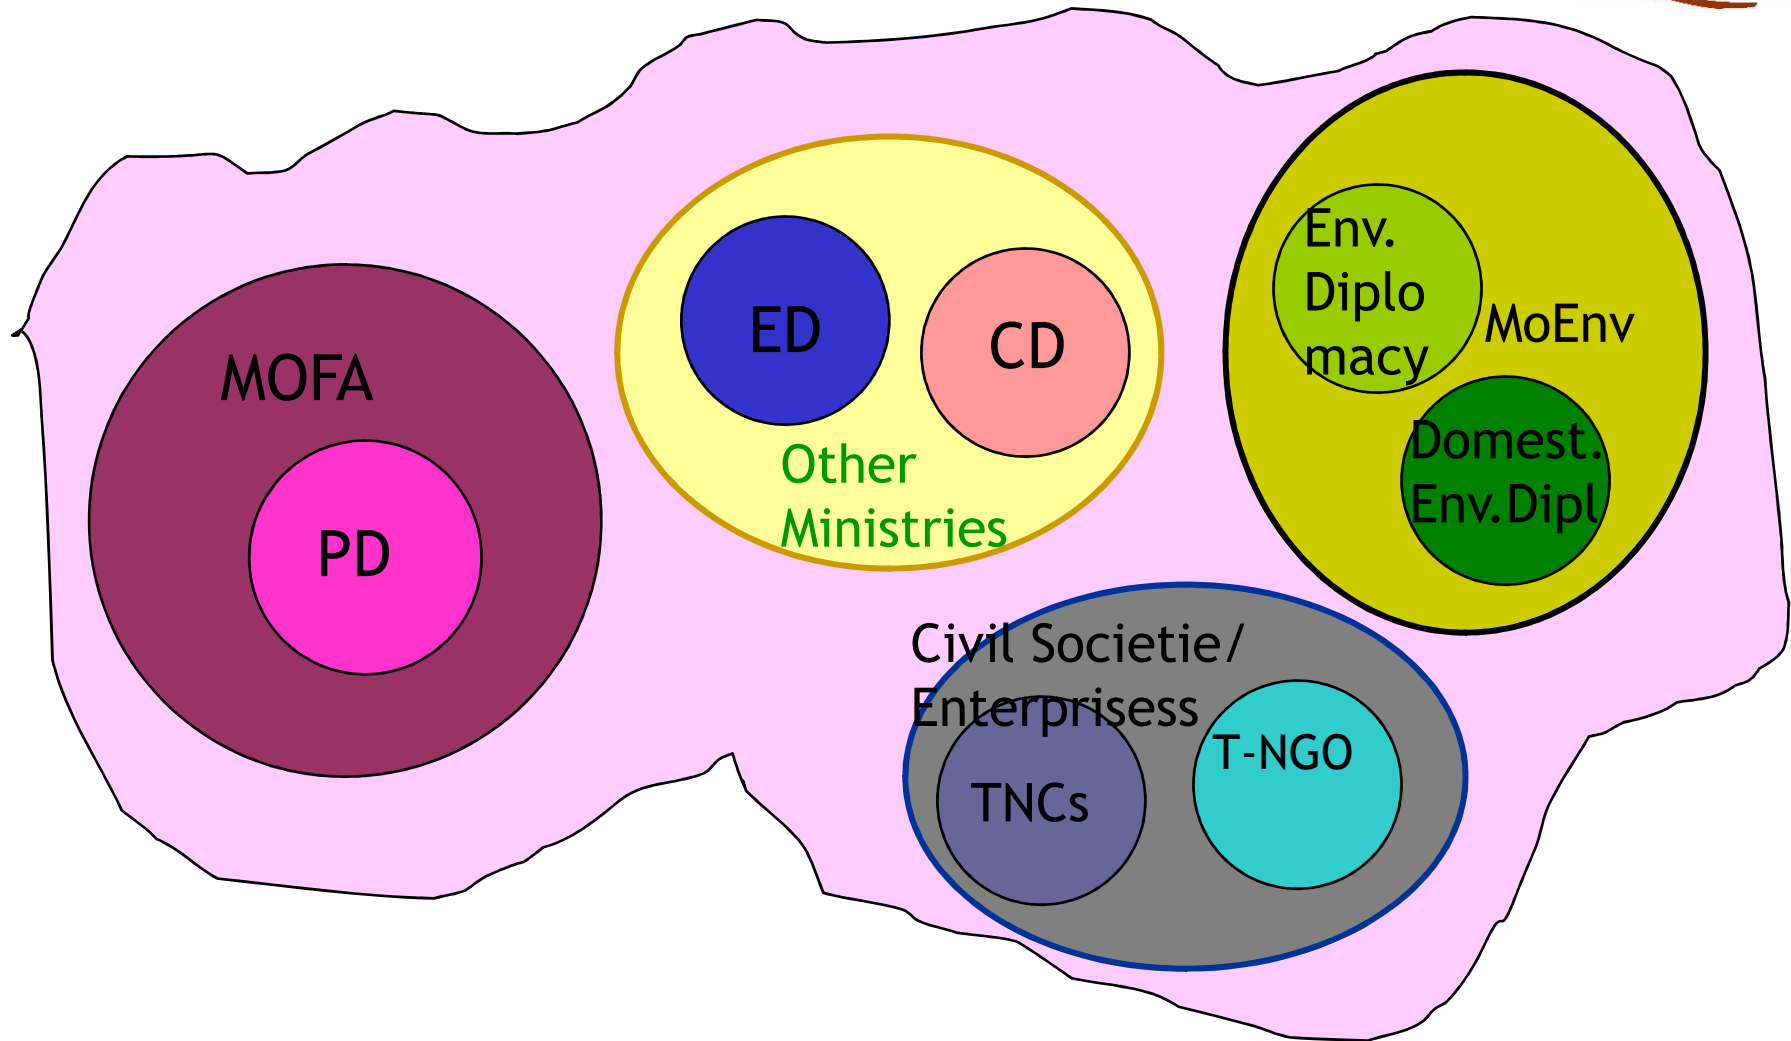 MOFA
PD
ED
CD
Other
Ministries
Env.
Diplo
macy
MoEnv
Domest.
Env.Dipl
Civil Societie/
Enterprisess
TNCs
T-NGO